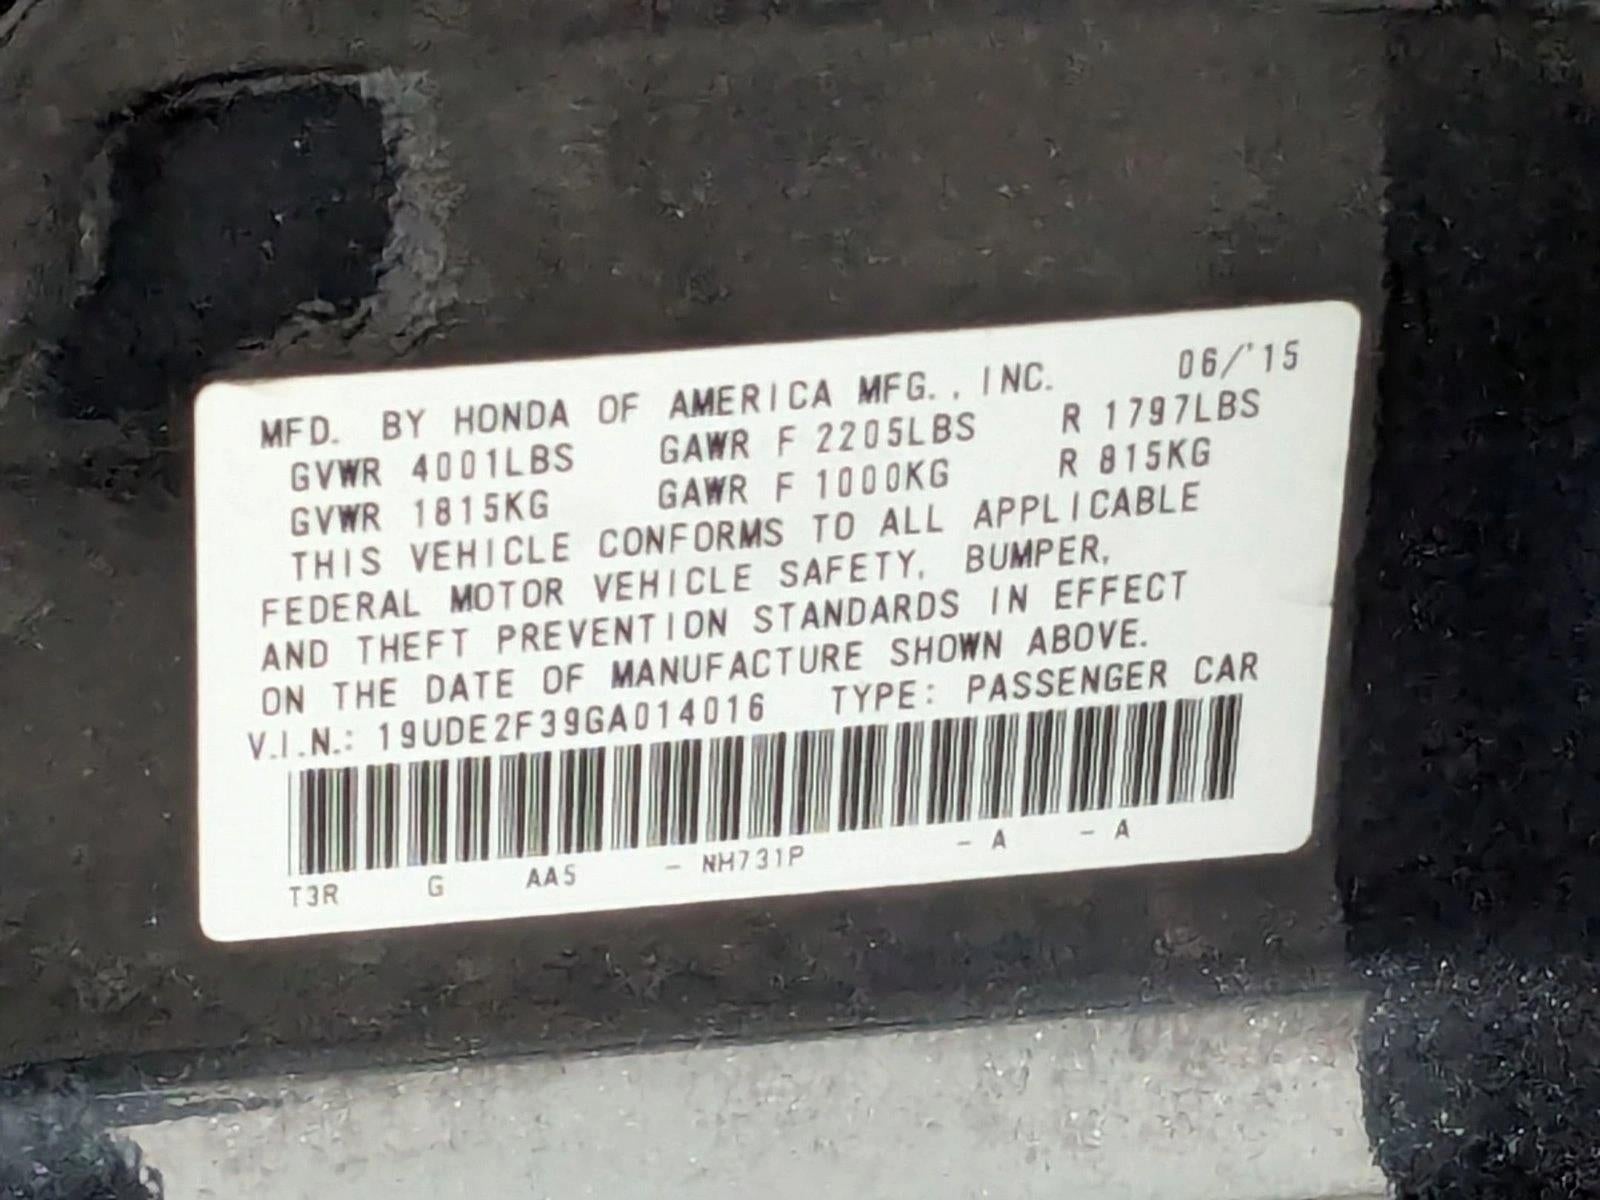 MFD. BY HONDA OF AMERICA MFG., INC. 06/'15
GVWR 4001LBS GAWR F 2205LBS R 1797LBS
GVWR 1815KG GAWR F 1000KG R 815KG
THIS VEHICLE CONFORMS TO ALL APPLICABLE
FEDERAL MOTOR VEHICLE SAFETY, BUMPER,
AND THEFT PREVENTION STANDARDS IN EFFECT
ON THE DATE OF MANUFACTURE SHOWN ABOVE.
V.I.N.: 19UDE2F39GA014016 TYPE: PASSENGER CAR
T3R G AA5 - NH731P - A - A